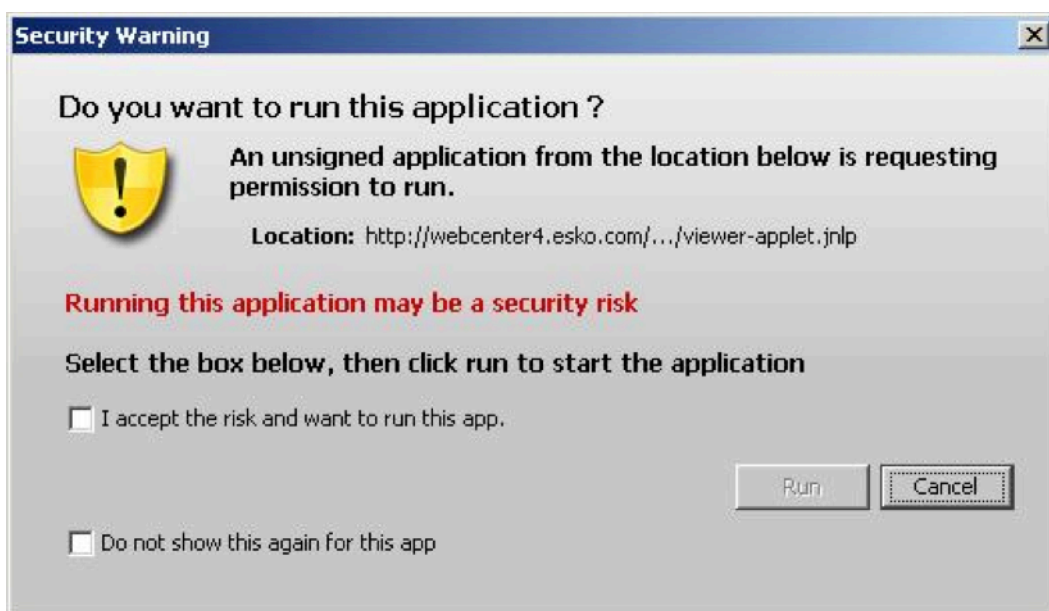 Security Warning
Do you want to run this application ?
An unsigned application from the location below is requesting
permission to run.
Location: http://webcenter4.esko.com/.../viewer-applet.jnlp
Running this application may be a security risk
Select the box below, then click run to start the application
I accept the risk and want to run this app.
Run Cancel
Do not show this again for this app